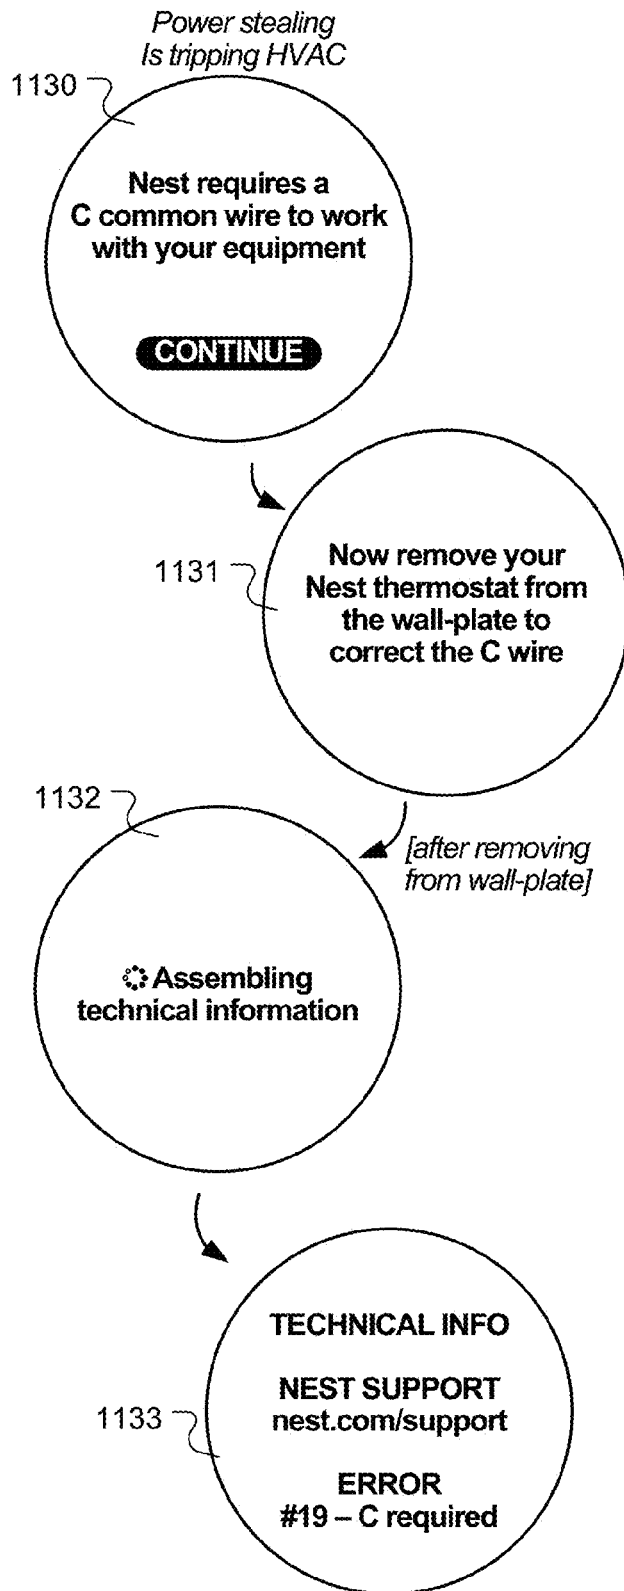 Power stealing
Is tripping HVAC
1130
Nest requires a
C common wire to work
with your equipment
CONTINUE
1131
Now remove your
Nest thermostat from
the wall-plate to
correct the C wire
1132
[after removing
from wall-plate]
Assembling
technical information
TECHNICAL INFO
NEST SUPPORT
nest.com/support
1133
ERROR
#19 – C required